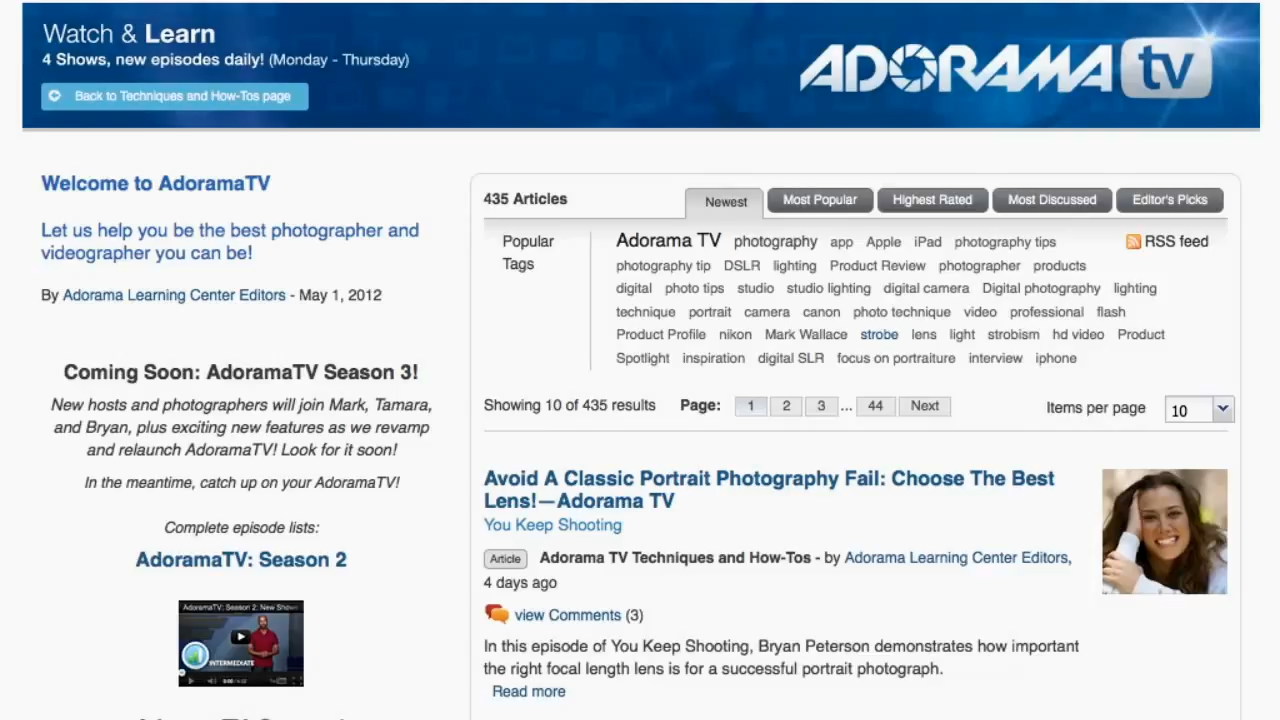 Watch & Learn
4 Shows, new episodes daily! (Monday - Thursday)
Back to Techniques and How-Tos page
ADORAMA tv
Welcome to AdoramaTV
Let us help you be the best photographer and
videographer you can be!
By Adorama Learning Center Editors - May 1, 2012
Coming Soon: AdoramaTV Season 3!
New hosts and photographers will join Mark, Tamara,
and Bryan, plus exciting new features as we revamp
and relaunch AdoramaTV! Look for it soon!
In the meantime, catch up on your AdoramaTV!
Complete episode lists:
AdoramaTV: Season 2
AdoramaTV: Season 2: New Show
INTERMEDIATE
435 Articles
Newest
Most Popular
Highest Rated
Most Discussed
Editor's Picks
Popular
Tags
Adorama TV photography app Apple iPad photography tips
RSS feed
photography tip DSLR lighting Product Review photographer products
digital photo tips studio studio lighting digital camera Digital photography lighting
technique portrait camera canon photo technique video professional flash
Product Profile nikon Mark Wallace strobe lens light strobism hd video Product
Spotlight inspiration digital SLR focus on portraiture interview iphone
Showing 10 of 435 results Page: 1 2 3 ... 44 Next
Items per page 10
Avoid A Classic Portrait Photography Fail: Choose The Best
Lens!—Adorama TV
You Keep Shooting
Article Adorama TV Techniques and How-Tos - by Adorama Learning Center Editors,
4 days ago
view Comments (3)
In this episode of You Keep Shooting, Bryan Peterson demonstrates how important
the right focal length lens is for a successful portrait photograph.
Read more